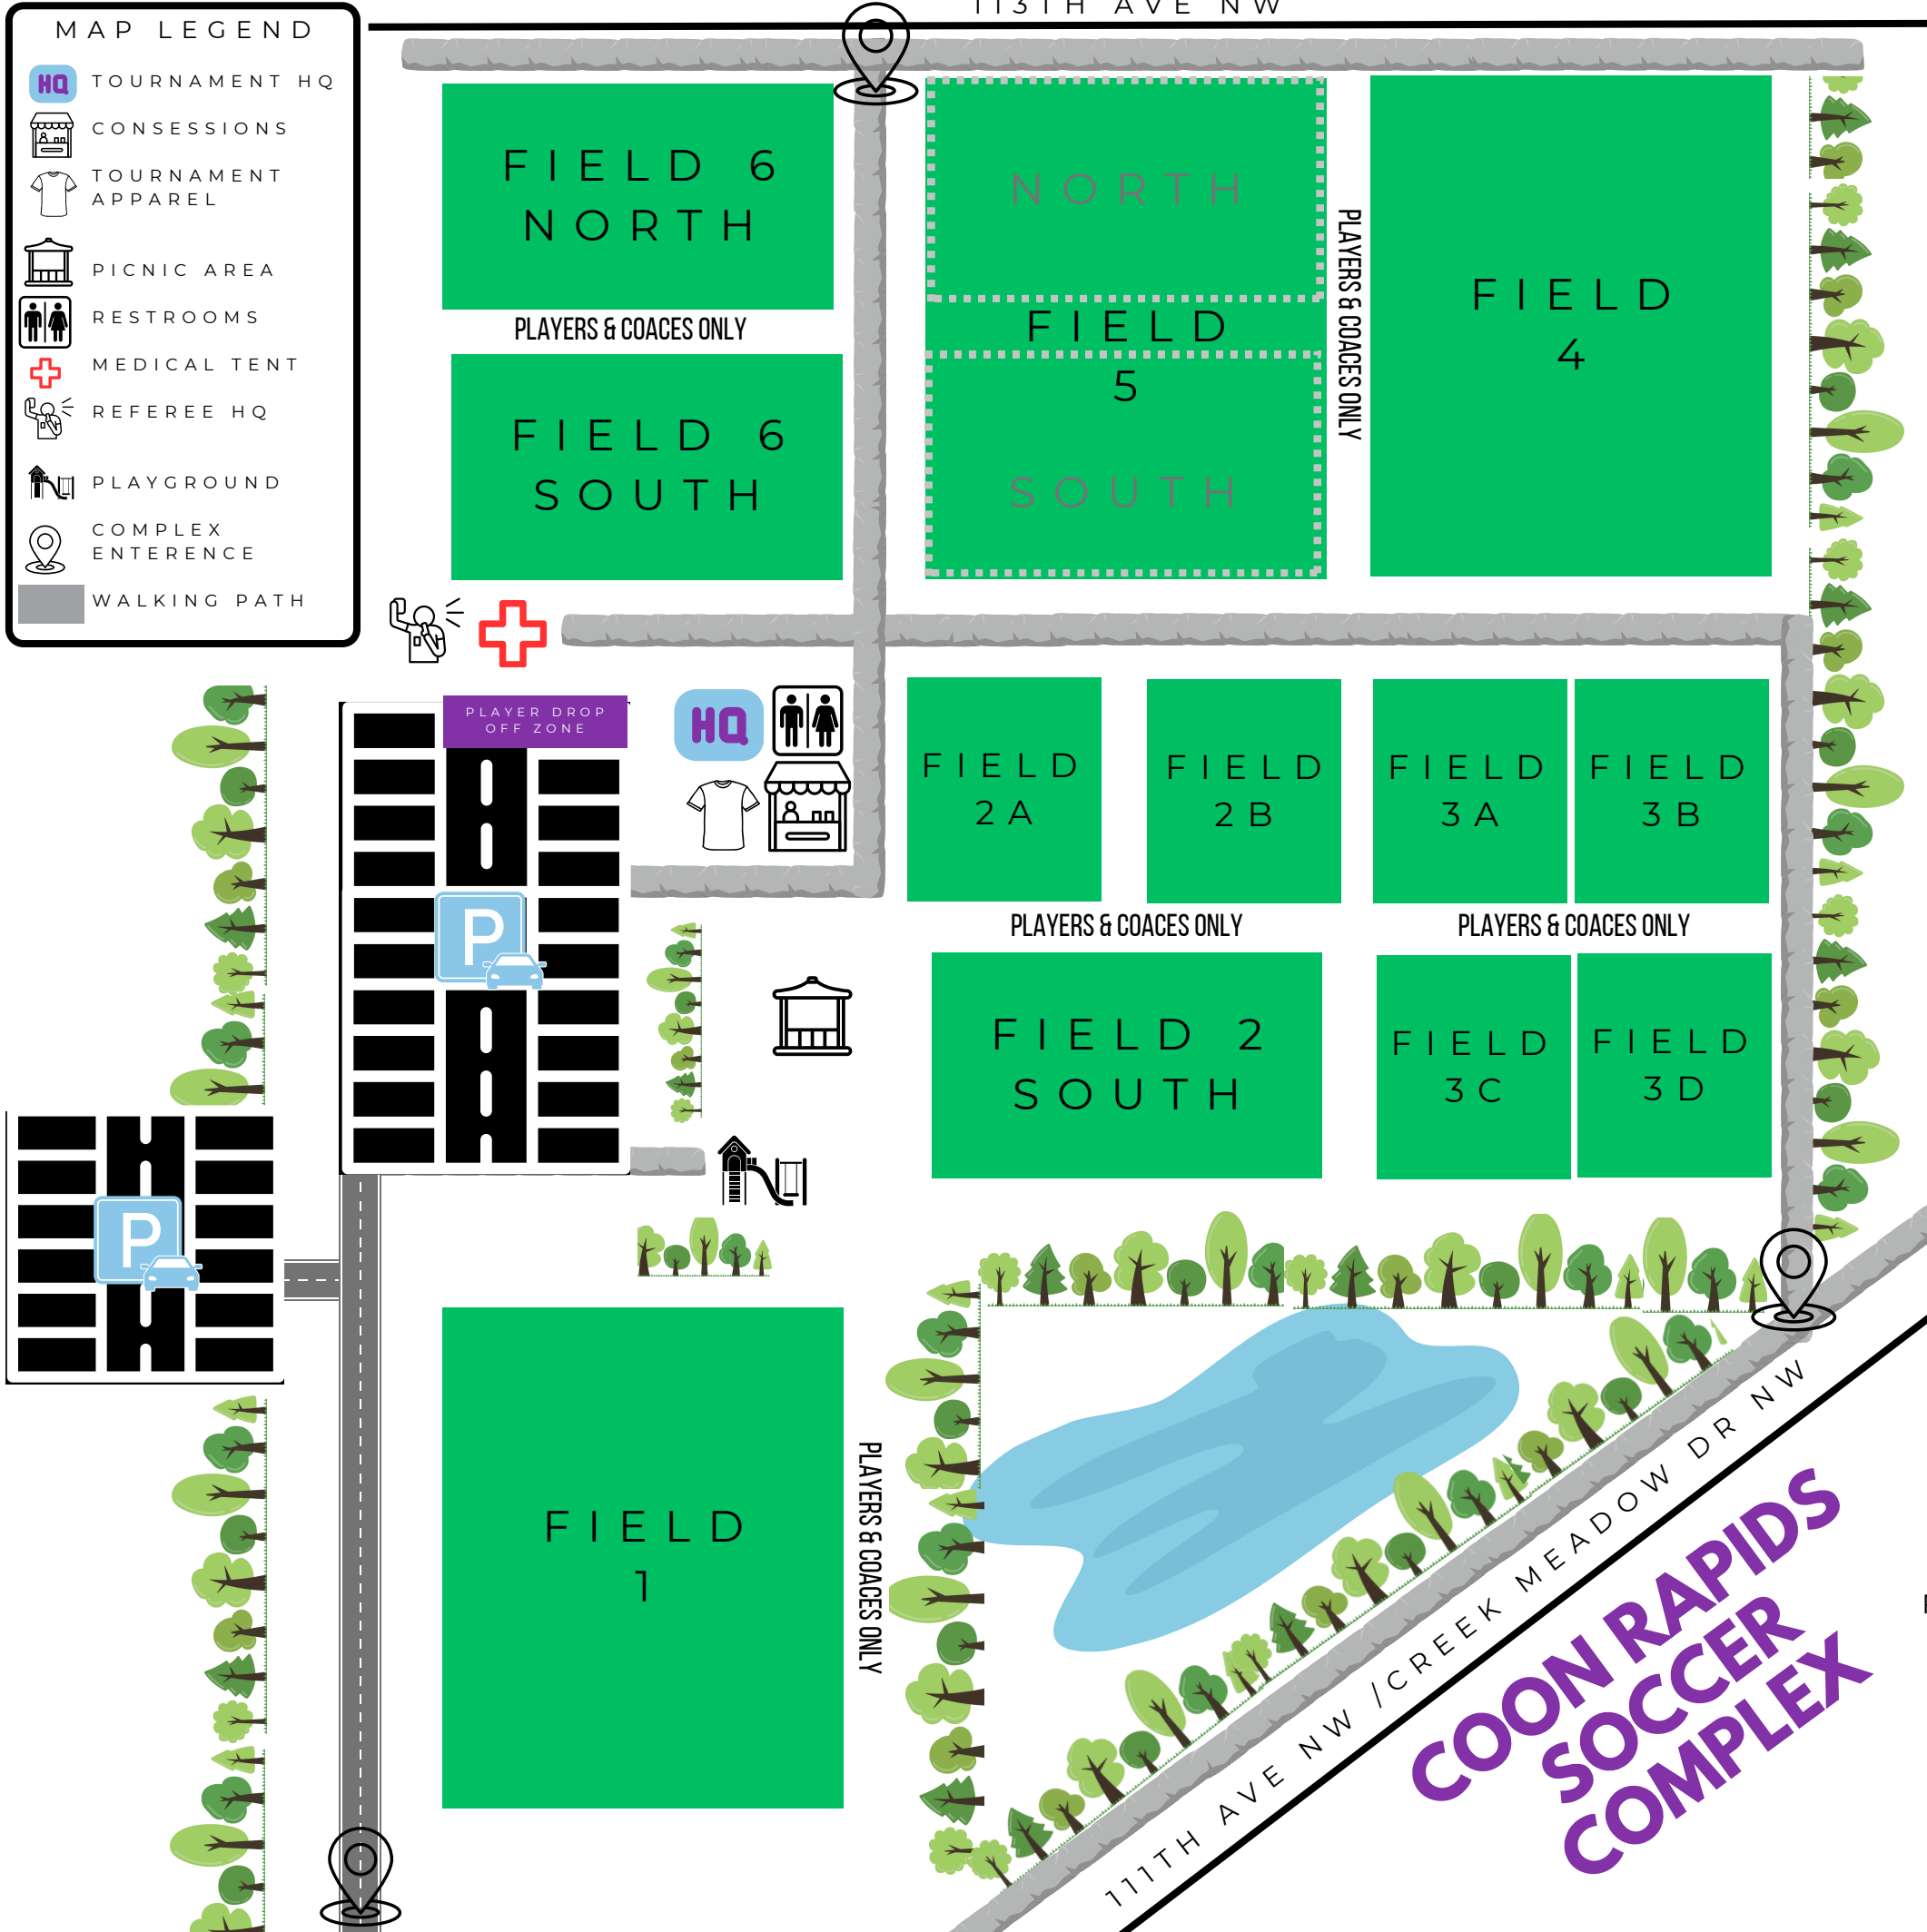 MAP LEGEND
HQ TOURNAMENT HQ
CONSESSIONS
TOURNAMENT
APPAREL
PICNIC AREA
RESTROOMS
MEDICAL TENT
REFEREE HQ
PLAYGROUND
COMPLEX
ENTERENCE
WALKING PATH
113TH AVE NW
FIELD 6
NORTH
PLAYERS & COACES ONLY
FIELD 6
SOUTH
NORTH
FIELD
5
SOUTH
PLAYERS & COACES ONLY
FIELD
4
PLAYER DROP
OFF ZONE
HQ
FIELD
2A
FIELD
2B
FIELD
3A
FIELD
3B
PLAYERS & COACES ONLY
PLAYERS & COACES ONLY
P
FIELD 2
SOUTH
FIELD
3C
FIELD
3D
P
FIELD
1
PLAYERS & COACES ONLY
111TH AVE NW /CREEK MEADOW DR NW
COON RAPIDS
SOCCER
COMPLEX